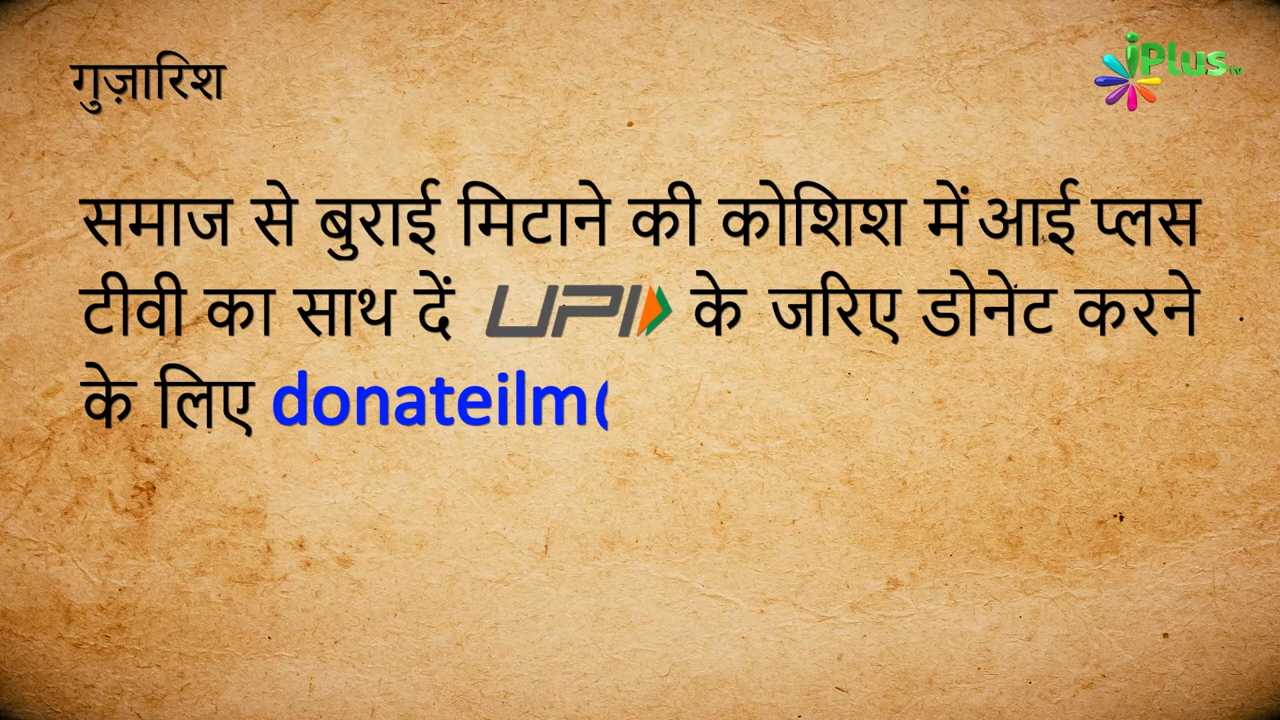 गुज़ारिश
iPlus tv
समाज से बुराई मिटाने की कोशिश में आई प्लस
टीवी का साथ दें UPI के जरिए डोनेट करने
के लिए donateilm